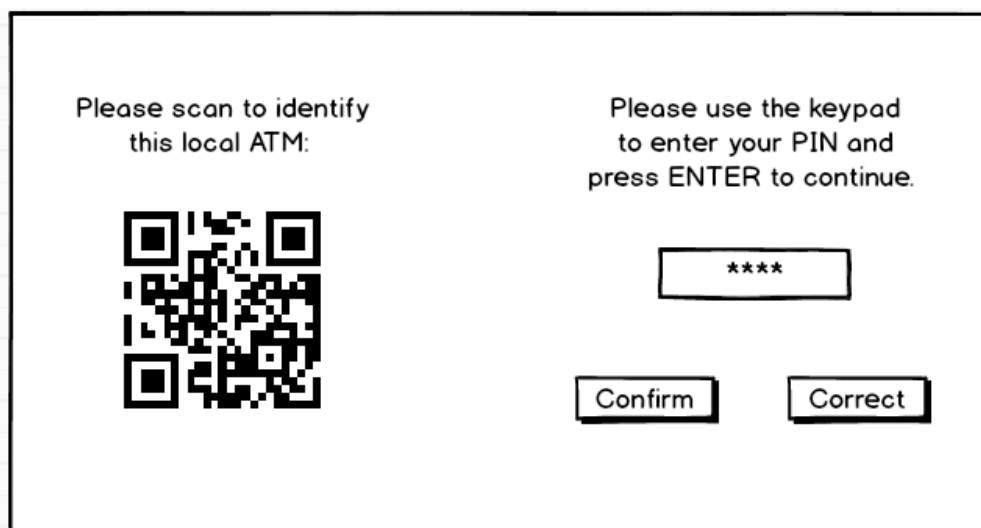 Please scan to identify
this local ATM:
Please use the keypad
to enter your PIN and
press ENTER to continue.
****
Confirm
Correct